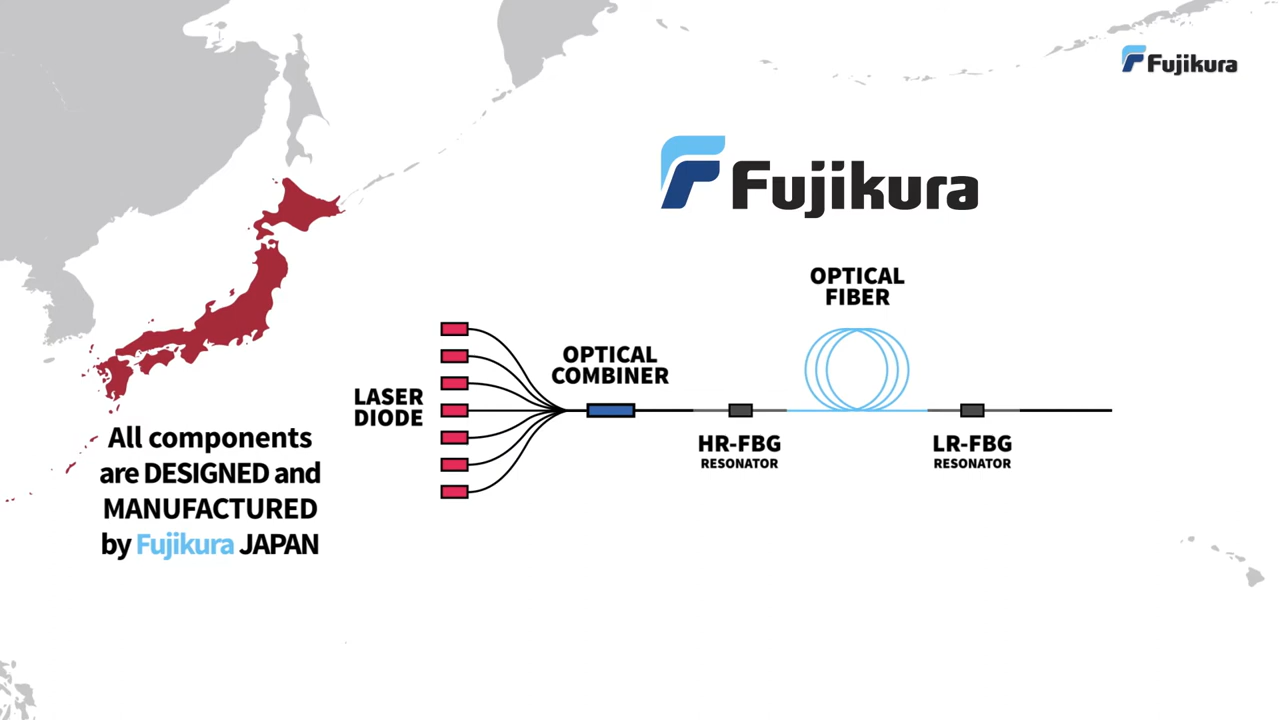 Fujikura
Fujikura
OPTICAL
FIBER
OPTICAL
COMBINER
LASER
DIODE
HR-FBG
RESONATOR
LR-FBG
RESONATOR
All components
are DESIGNED and
MANUFACTURED
by Fujikura JAPAN